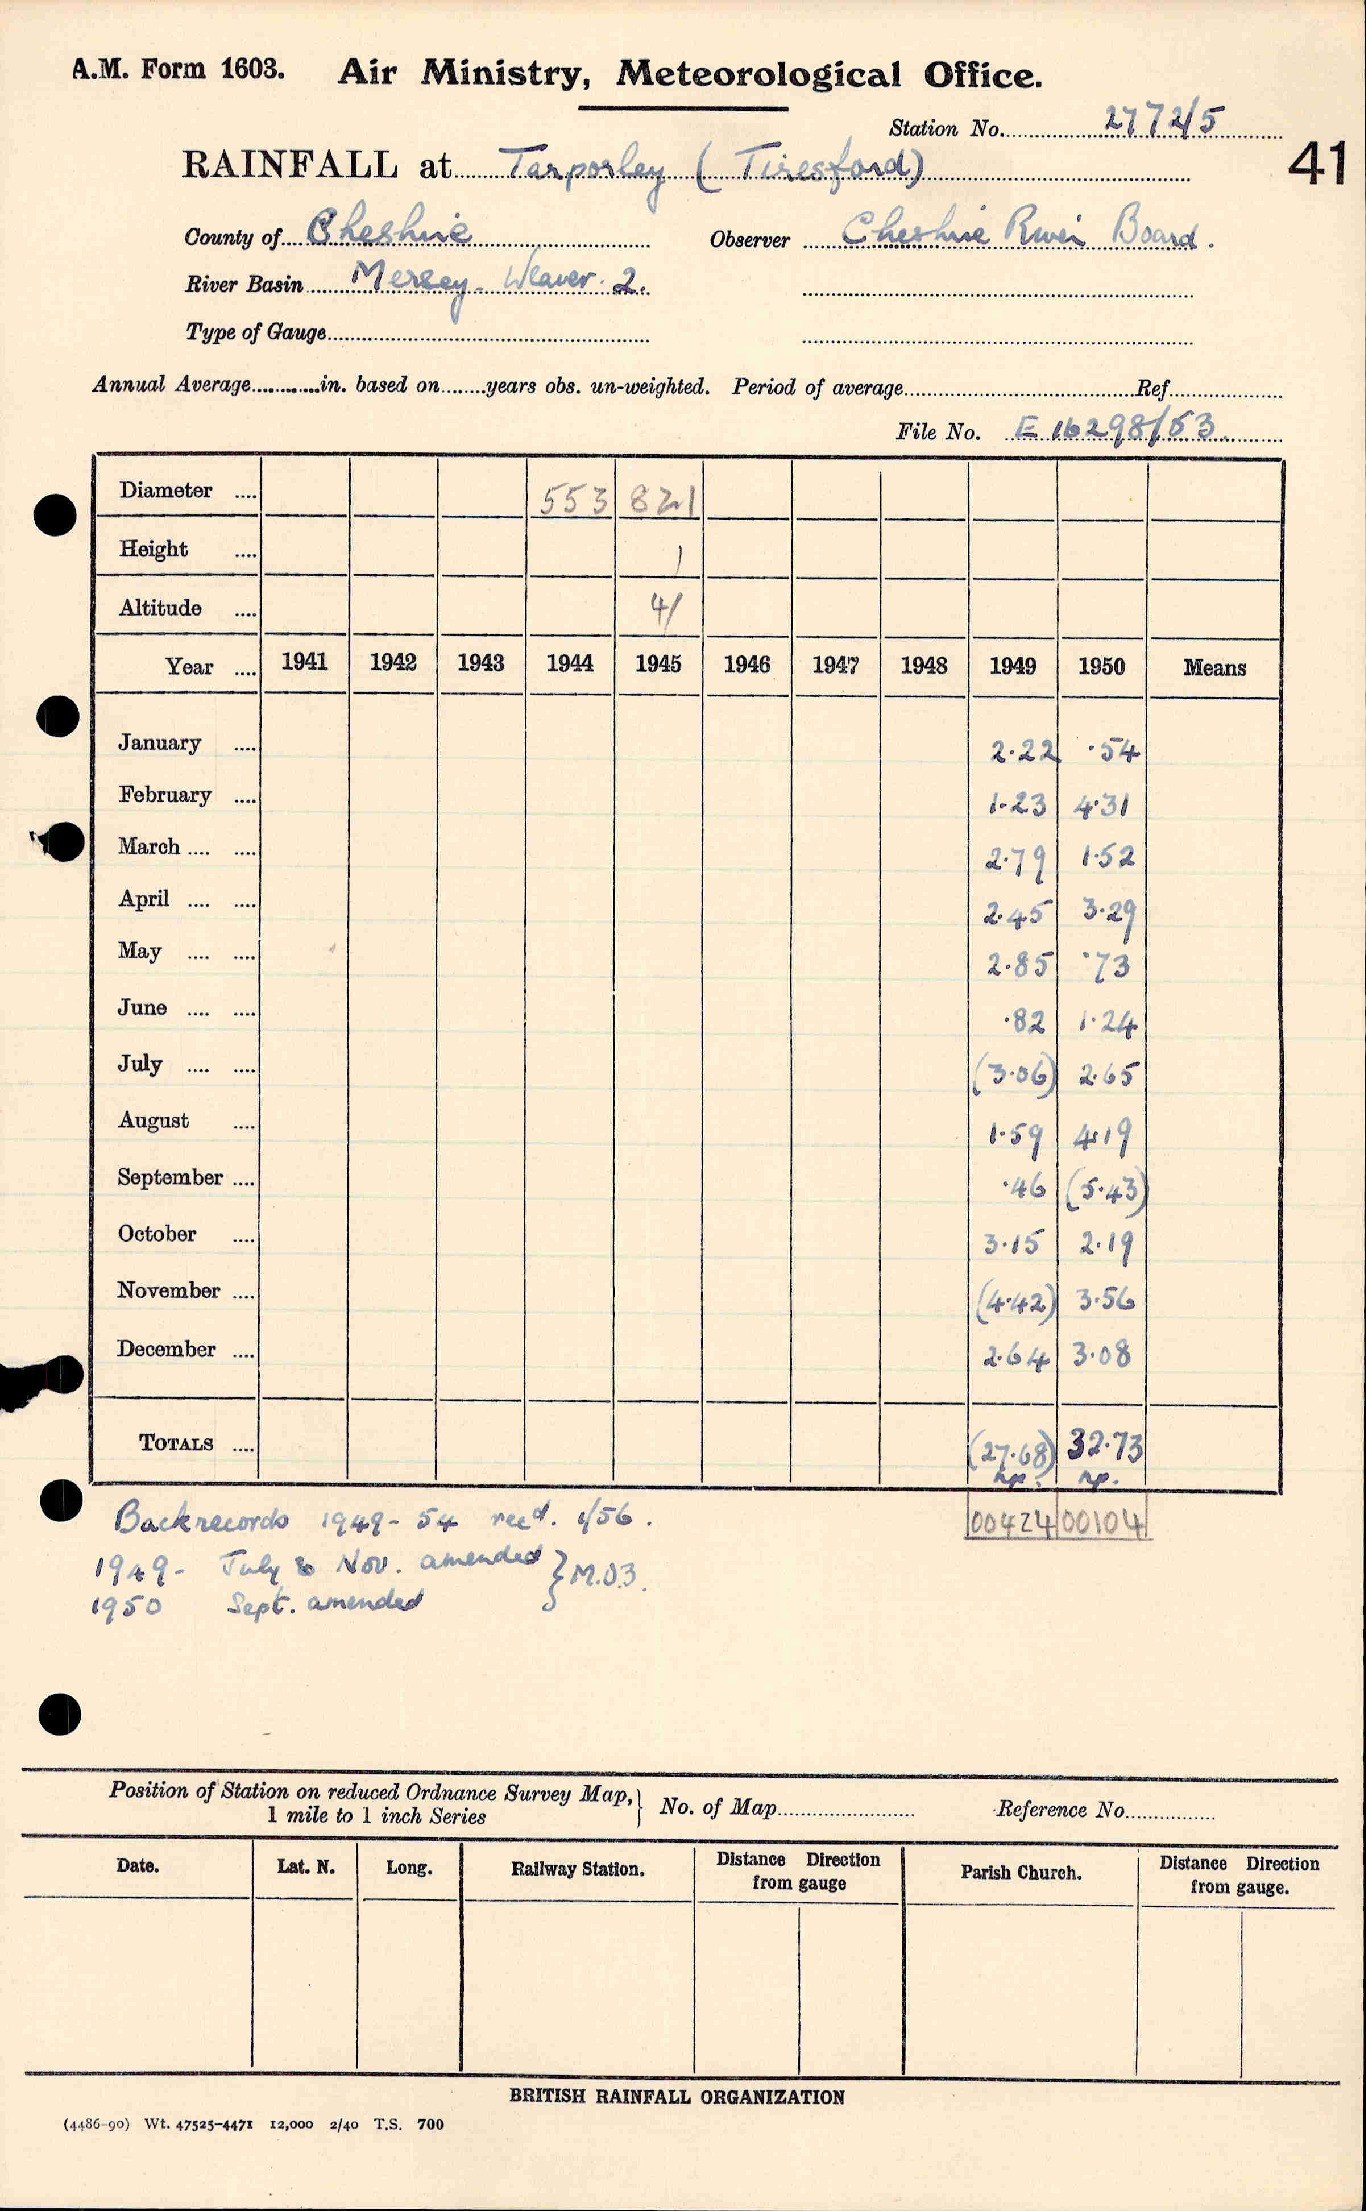 A.M. Form 1603. Air Ministry, Meteorological Office.
Station No. 2772/5
41
RAINFALL at Tarporley (Tiresford)
County of Cheshire Observer Cheshire River Board.
River Basin Mersey- Weaver. 2.
Type of Gauge
Annual Average in. based on years obs. un-weighted. Period of average Ref.
File No. E 16298/53
Diameter .... 553 821
Height .... 1
Altitude .... 41
Year .... 1941 1942 1943 1944 1945 1946 1947 1948 1949 1950 Means
January .... 2.22 .54
February .... 1.23 4.31
March .... .... 2.79 1.52
April .... .... 2.45 3.29
May .... .... 2.85 .73
June .... .... .82 1.24
July .... .... (3.06) 2.65
August .... 1.59 4.19
September .... .46 (5.43)
October .... 3.15 2.19
November .... (4.42) 3.56
December .... 2.64 3.08
TOTALS .... (27.68) 32.73
np. np.
00424 00104
Backrecords 1949-54 recd. 1/56.
1949- July & Nov. amended } M.O.3.
1950 Sept. amended
Position of Station on reduced Ordnance Survey Map, } No. of Map Reference No.
1 mile to 1 inch Series
Date. Lat. N. Long. Railway Station. Distance Direction from gauge Parish Church. Distance Direction from gauge.
BRITISH RAINFALL ORGANIZATION
(4486-90) Wt. 47525-4471 12,000 2/40 T.S. 700